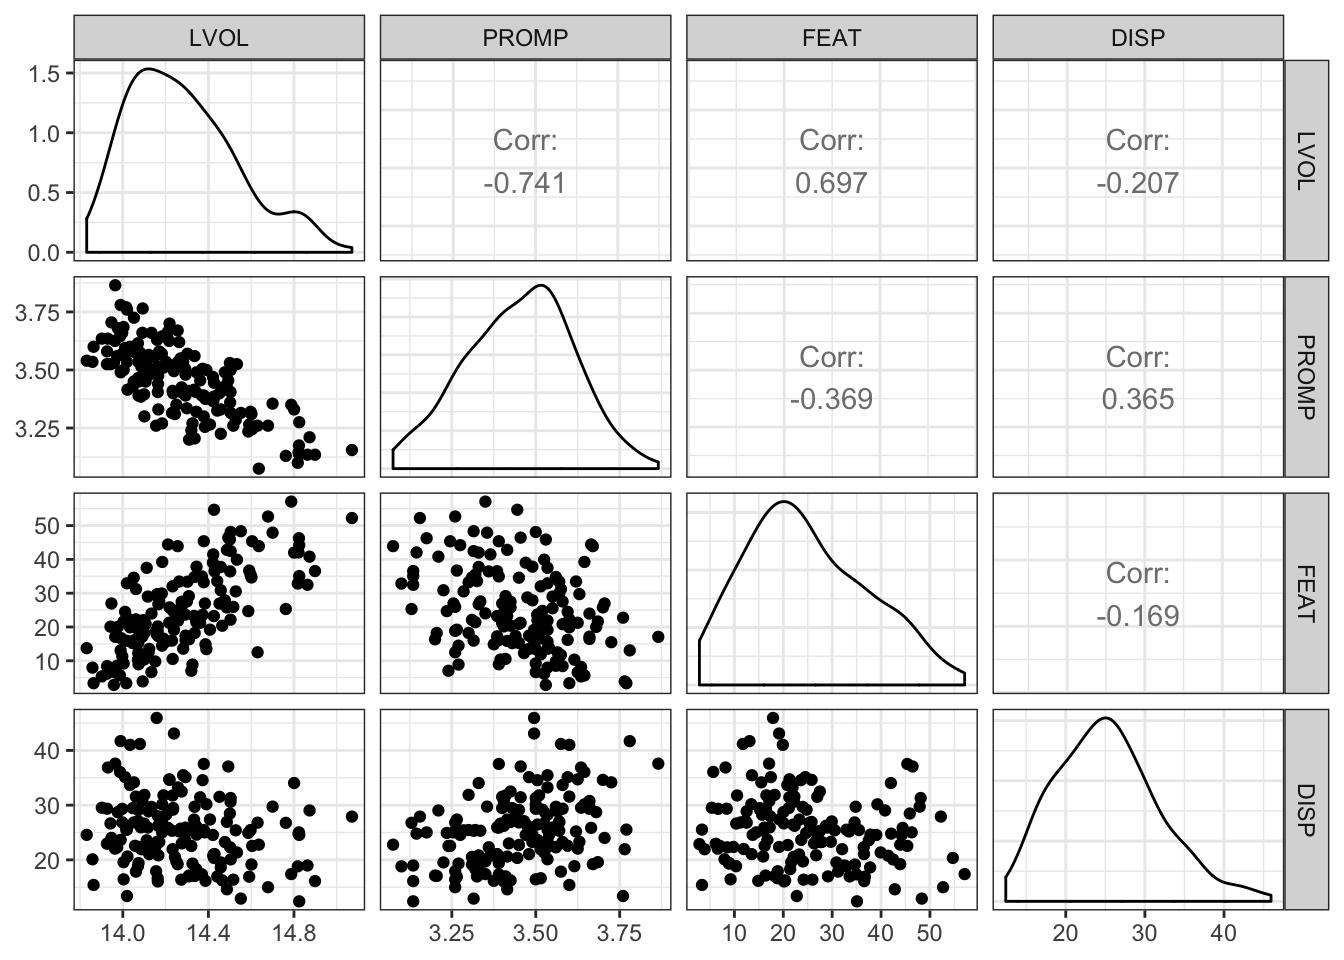 LVOL PROMP FEAT DISP
1.5
1.0
0.5
0.0
Corr:
-0.741
Corr:
0.697
Corr:
-0.207
LVOL
3.75
3.50
3.25
Corr:
-0.369
Corr:
0.365
PROMP
50
40
30
20
10
Corr:
-0.169
FEAT
40
30
20
DISP
14.0 14.4 14.8 3.25 3.50 3.75 10 20 30 40 50 20 30 40